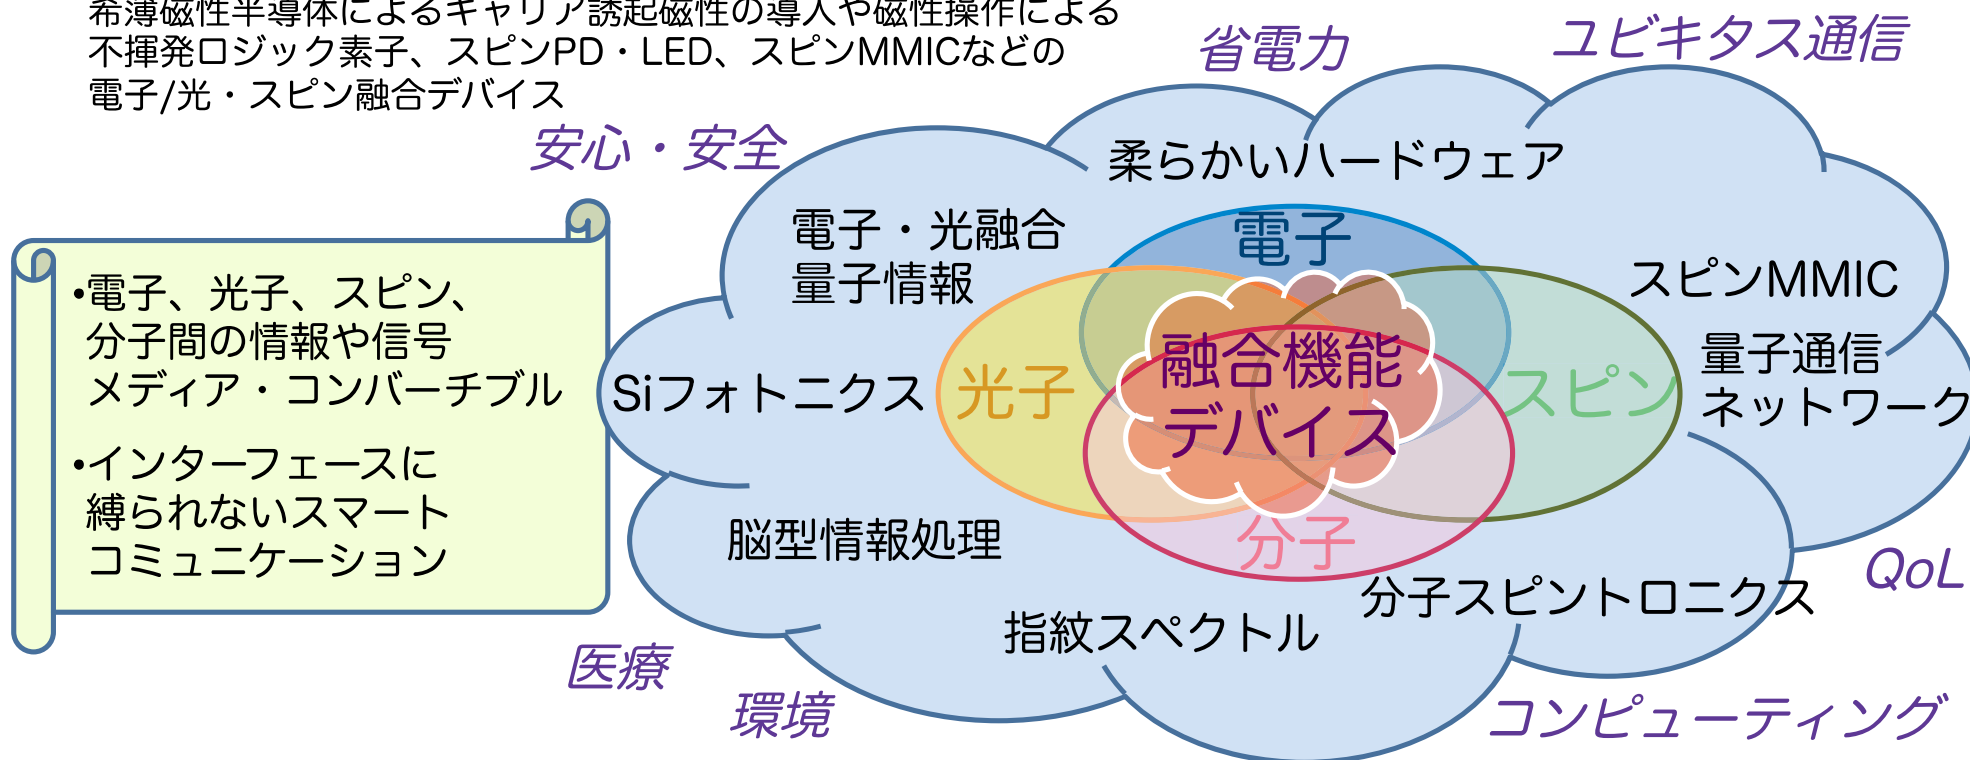 希薄磁性半導体によるキャリア誘起磁性の導入や磁性操作による
不揮発ロジック素子、スピンPD・LED、スピンMMICなどの
電子/光・スピン融合デバイス
省電力
ユビキタス通信
安心・安全
柔らかいハードウェア
電子・光融合
量子情報
電子
スピンMMIC
•電子、光子、スピン、
分子間の情報や信号
メディア・コンバーチブル
•インターフェースに
縛られないスマート
コミュニケーション
Siフォトニクス
光子
融合機能
デバイス
スピン
量子通信
ネットワーク
脳型情報処理
分子
分子スピントロニクス
指紋スペクトル
QoL
医療
環境
コンピューティング